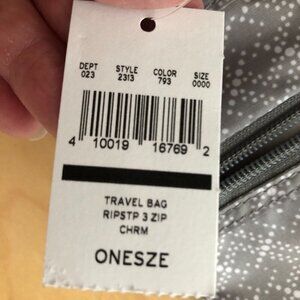 DEPT STYLE COLOR SIZE
023 2313 793 0000
4 10019 16769 2
TRAVEL BAG
RIPSTP 3 ZIP
CHRM
ONESZE